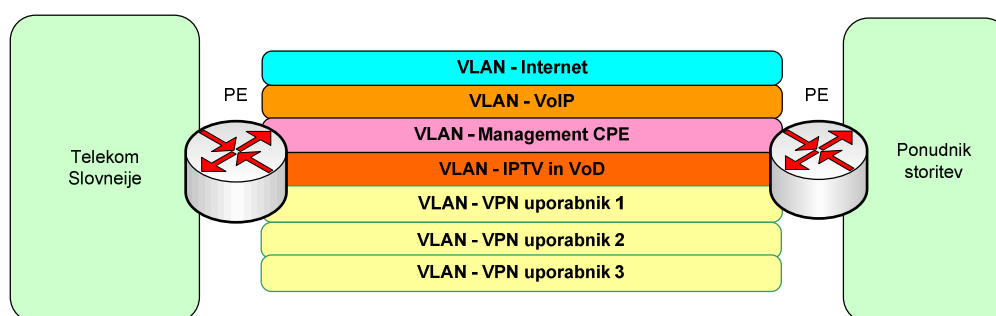 VLAN - Internet
PE
PE
VLAN - VoIP
VLAN - Management CPE
Telekom
Slovneije
VLAN - IPTV in VoD
Ponudnik
storitev
VLAN - VPN uporabnik 1
VLAN - VPN uporabnik 2
VLAN - VPN uporabnik 3